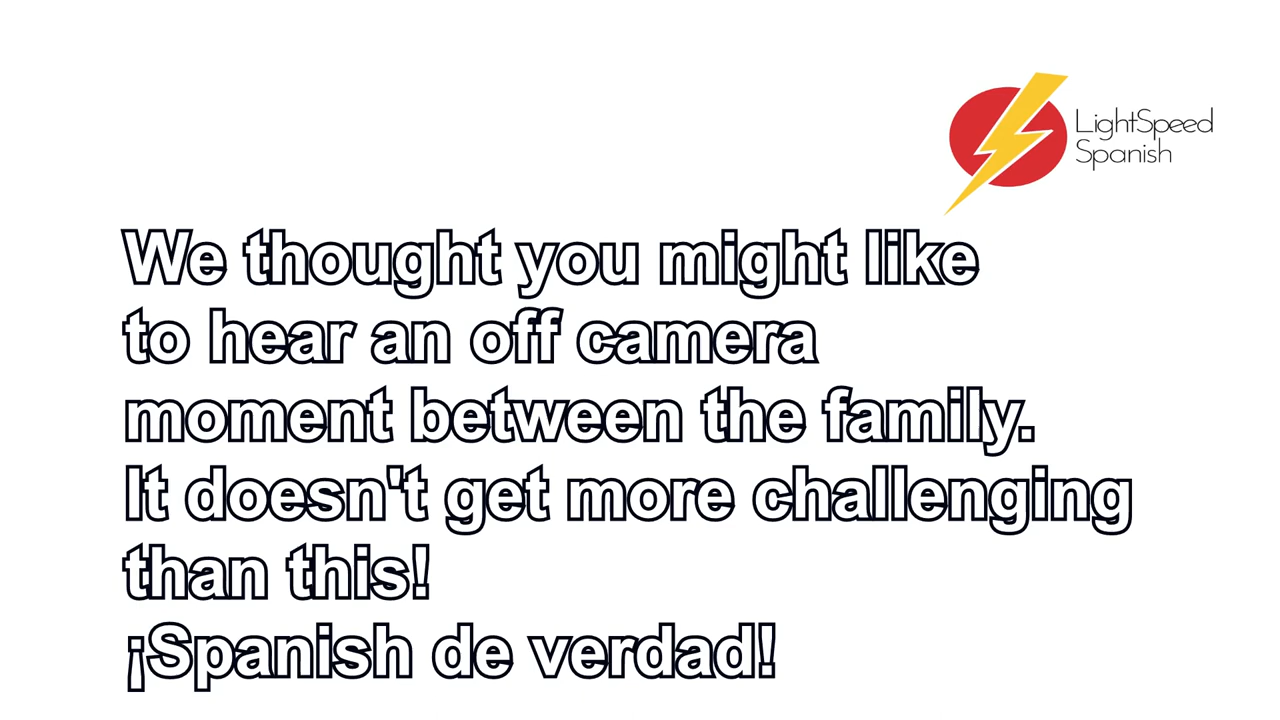 LightSpeed
Spanish
We thought you might like
to hear an off camera
moment between the family.
It doesn't get more challenging
than this!
¡Spanish de verdad!